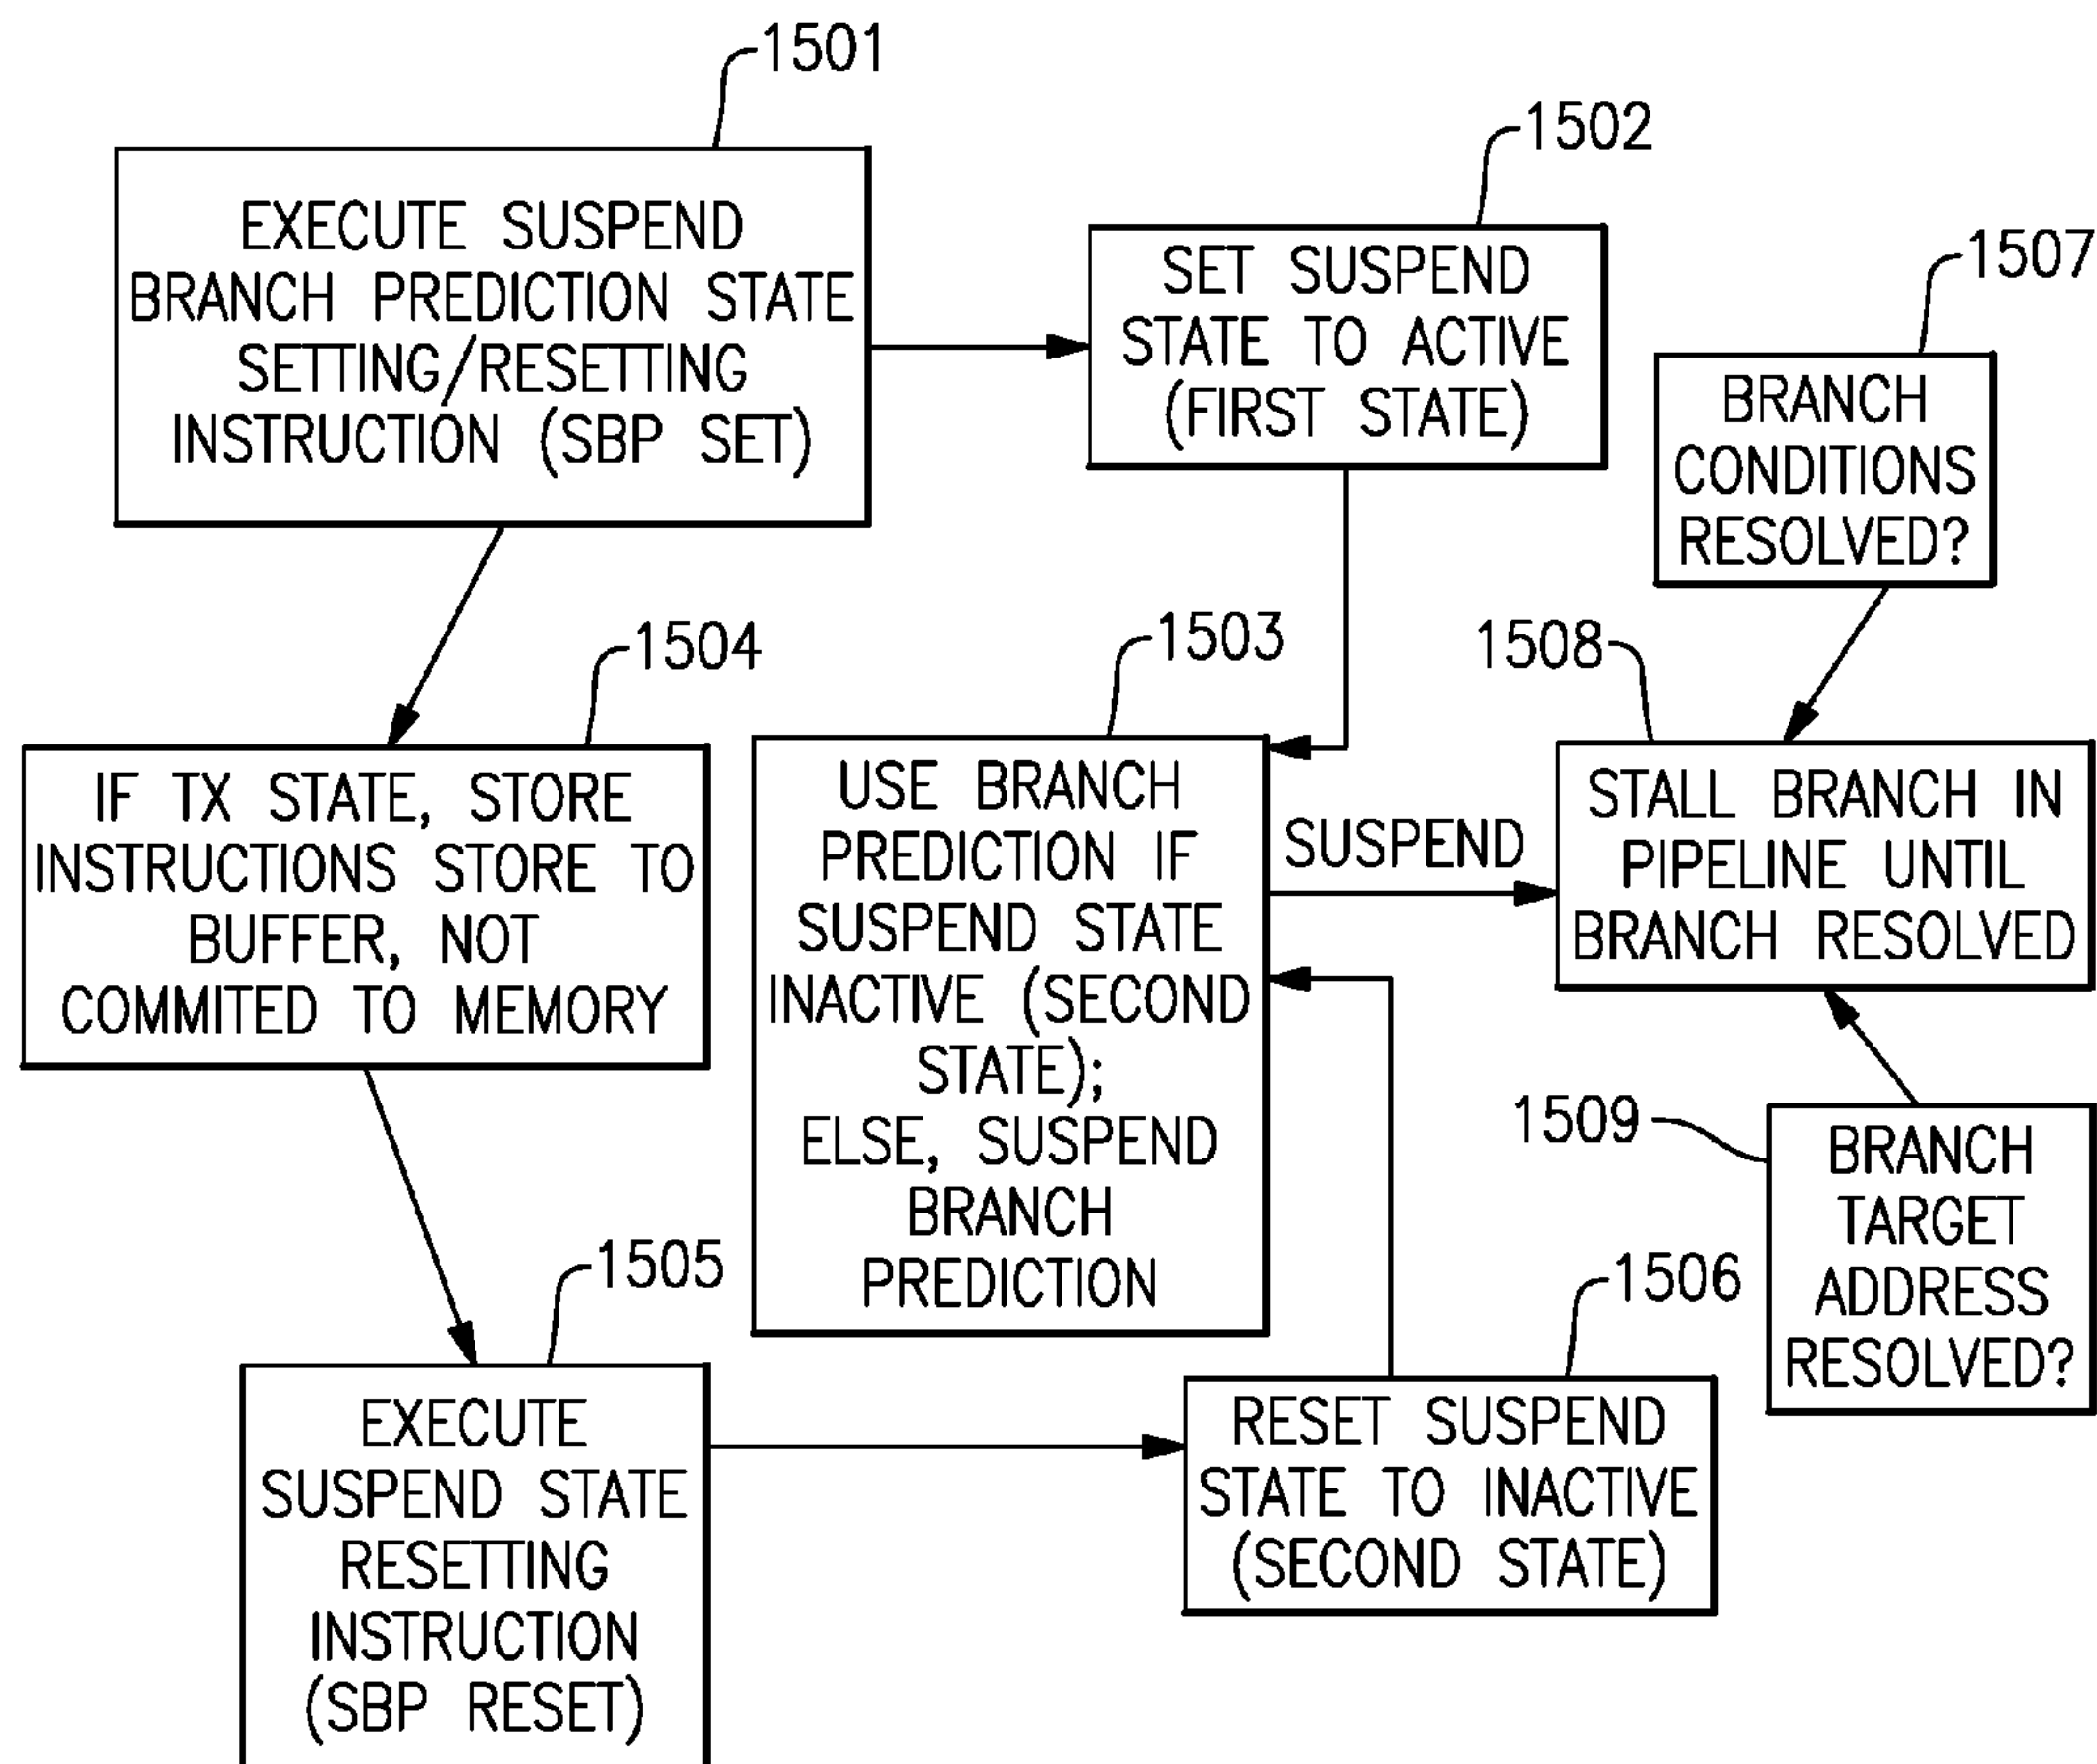 1501
EXECUTE SUSPEND
BRANCH PREDICTION STATE
SETTING/RESETTING
INSTRUCTION (SBP SET)
1502
SET SUSPEND
STATE TO ACTIVE
(FIRST STATE)
1507
BRANCH
CONDITIONS
RESOLVED?
1504
IF TX STATE, STORE
INSTRUCTIONS STORE TO
BUFFER, NOT
COMMITED TO MEMORY
1503
USE BRANCH
PREDICTION IF
SUSPEND STATE
INACTIVE (SECOND
STATE);
ELSE, SUSPEND
BRANCH
PREDICTION
SUSPEND
1508
STALL BRANCH IN
PIPELINE UNTIL
BRANCH RESOLVED
1509
BRANCH
TARGET
ADDRESS
RESOLVED?
1505
EXECUTE
SUSPEND STATE
RESETTING
INSTRUCTION
(SBP RESET)
1506
RESET SUSPEND
STATE TO INACTIVE
(SECOND STATE)